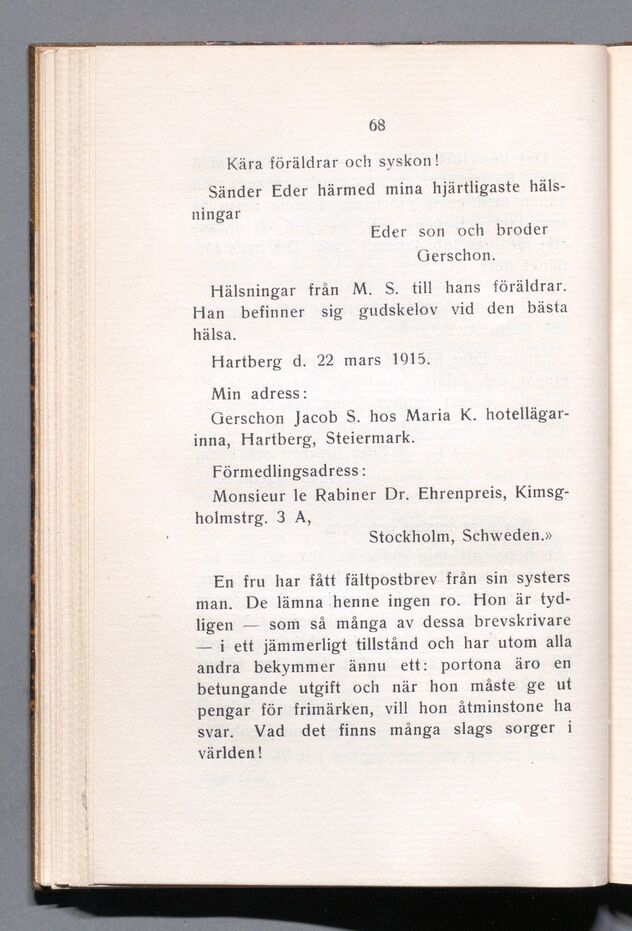 68
Kära föräldrar och syskon!
Sänder Eder härmed mina hjärtligaste häls-
ningar
Eder son och broder
Gerschon.
Hälsningar från M. S. till hans föräldrar.
Han befinner sig gudskelov vid den bästa
hälsa.
Hartberg d. 22 mars 1915.
Min adress:
Gerschon Jacob S. hos Maria K. hotellägar-
inna, Hartberg, Steiermark.
Förmedlingsadress:
Monsieur le Rabiner Dr. Ehrenpreis, Kimsg-
holmstrg. 3 A,
Stockholm, Schweden.»
En fru har fått fältpostbrev från sin systers
man. De lämna henne ingen ro. Hon är tyd-
ligen — som så många av dessa brevskrivare
— i ett jämmerligt tillstånd och har utom alla
andra bekymmer ännu ett: portona äro en
betungande utgift och när hon måste ge ut
pengar för frimärken, vill hon åtminstone ha
svar. Vad det finns många slags sorger i
världen!